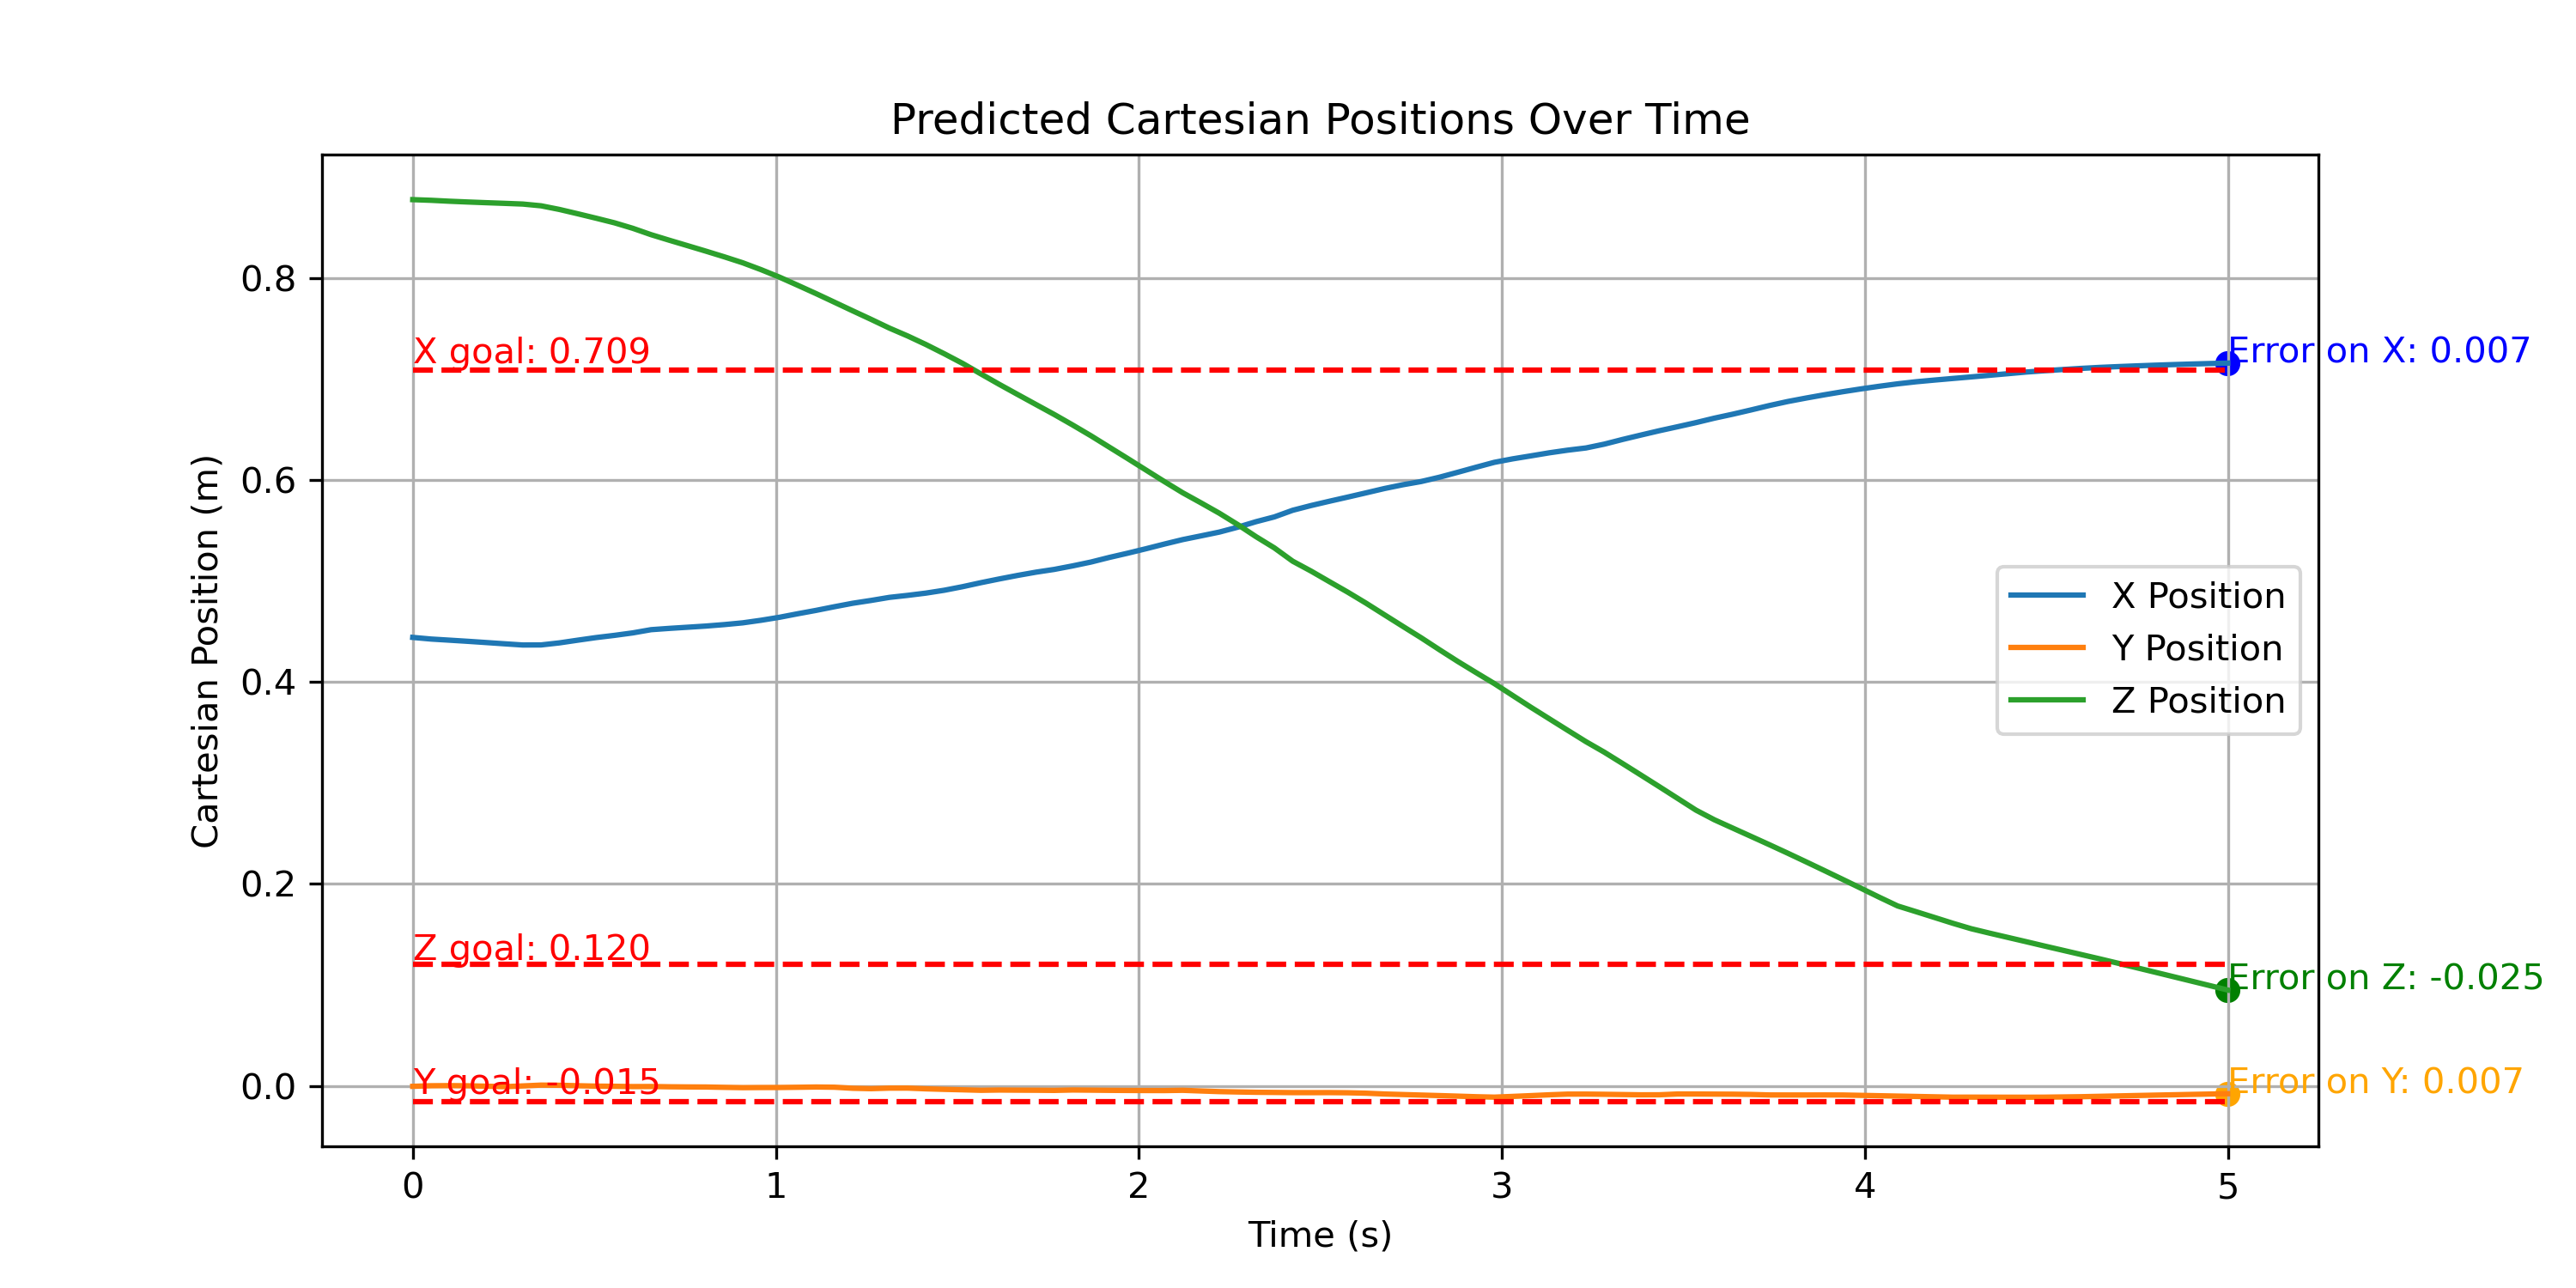 Predicted Cartesian Positions Over Time
Cartesian Position (m)
0.8
0.6
0.4
0.2
0.0
X goal: 0.709
Error on X: 0.007
X Position
Y Position
Z Position
Z goal: 0.120
Error on Z: -0.025
Y goal: -0.015
Error on Y: 0.007
0 1 2 3 4 5
Time (s)